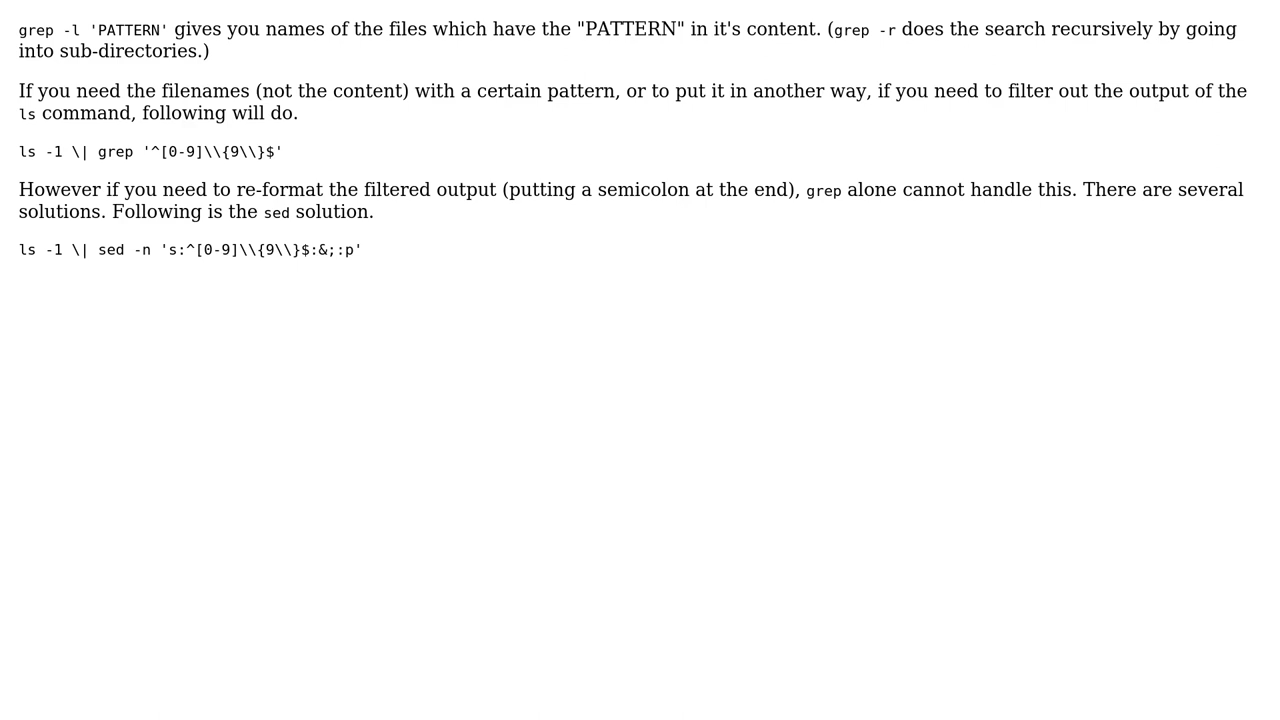 grep -l 'PATTERN' gives you names of the files which have the "PATTERN" in it's content. (grep -r does the search recursively by going
into sub-directories.)
If you need the filenames (not the content) with a certain pattern, or to put it in another way, if you need to filter out the output of the
ls command, following will do.
ls -1 \| grep '^[0-9]\\{9\\}$'
However if you need to re-format the filtered output (putting a semicolon at the end), grep alone cannot handle this. There are several
solutions. Following is the sed solution.
ls -1 \| sed -n 's:^[0-9]\\{9\\}$:&;:p'